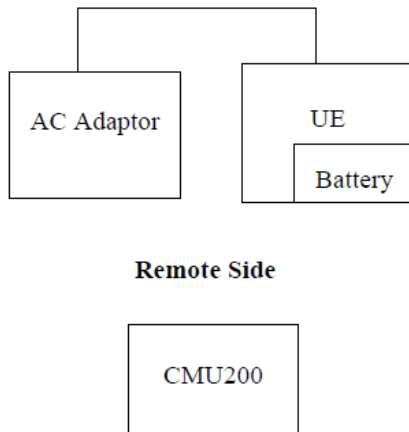 AC Adaptor
UE
Battery
Remote Side
CMU200